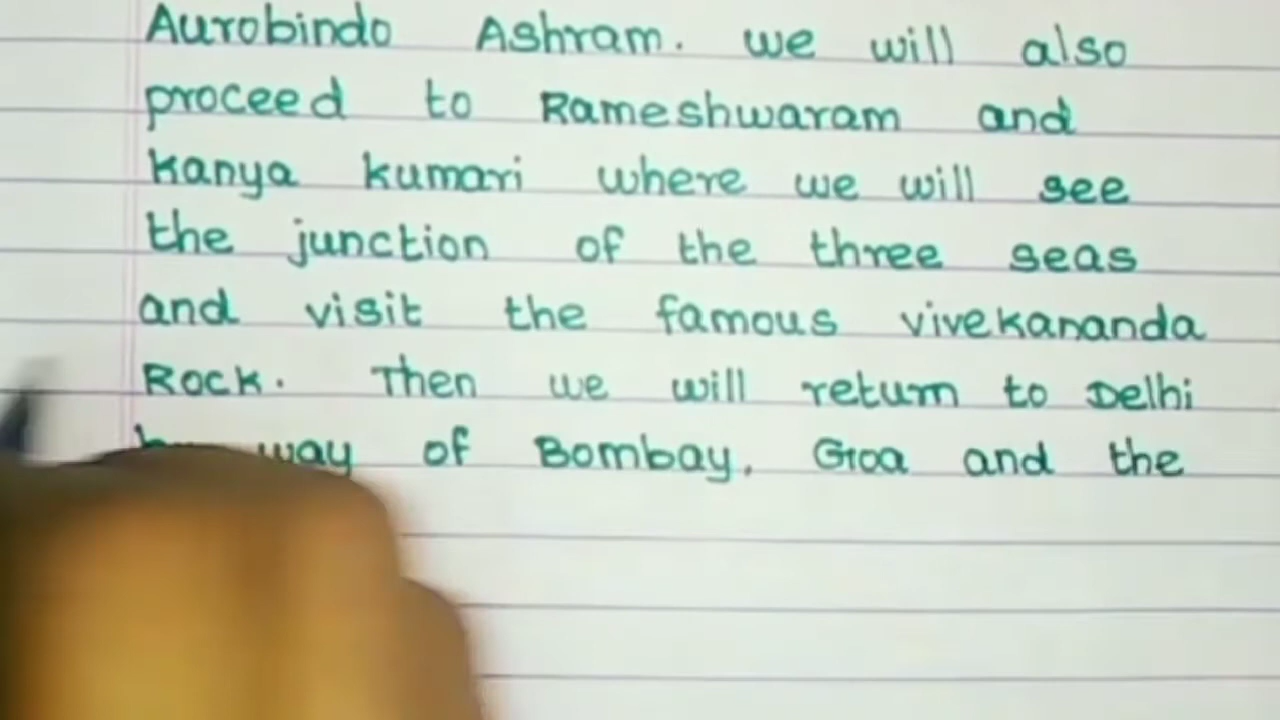 Aurobindo Ashram. we will also
proceed to Rameshwaram and
kanya kumari where we will see
the junction of the three seas
and visit the famous vivekananda
Rock. Then we will return to Delhi
way of Bombay, Goa and the